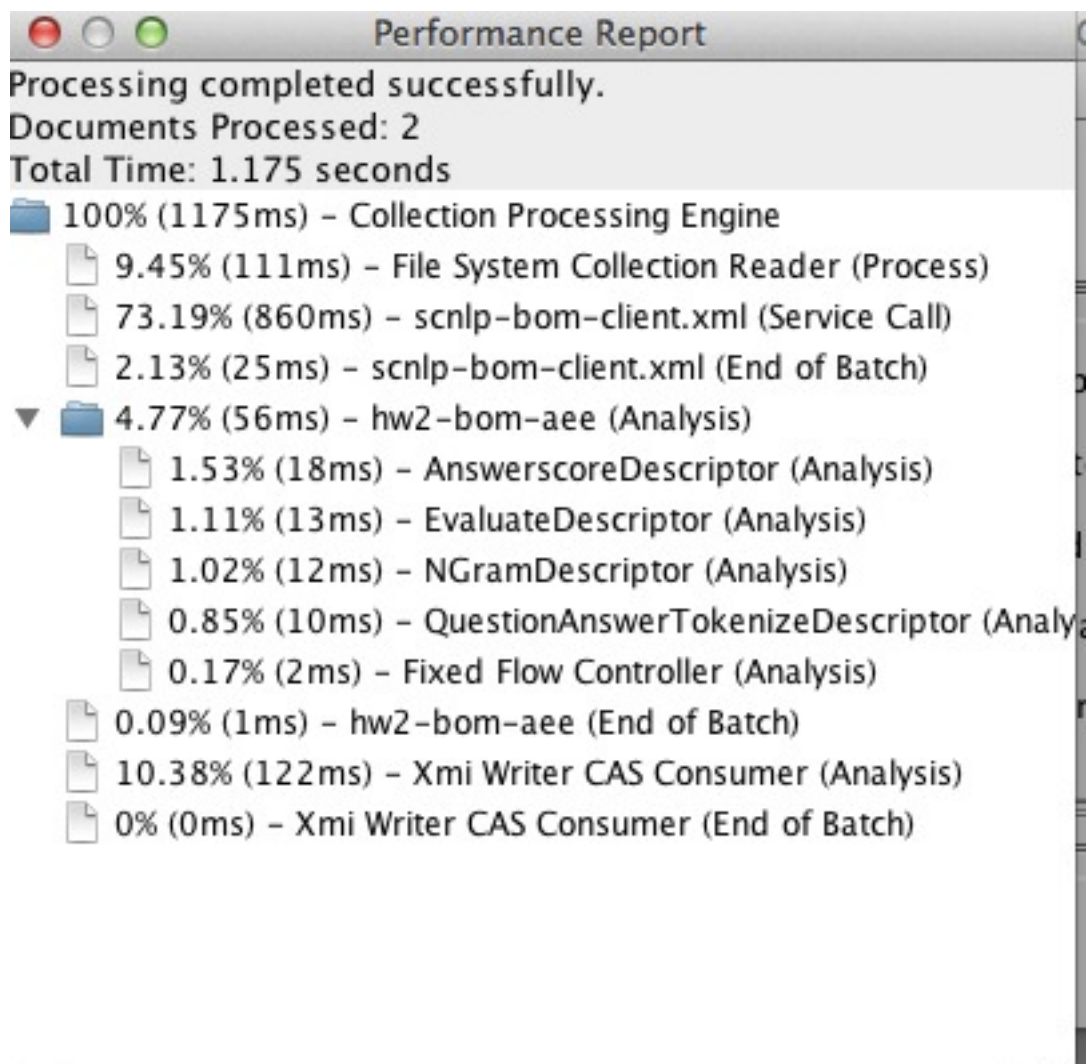 Performance Report
Processing completed successfully.
Documents Processed: 2
Total Time: 1.175 seconds
100% (1175ms) – Collection Processing Engine
9.45% (111ms) – File System Collection Reader (Process)
73.19% (860ms) – scnlp-bom-client.xml (Service Call)
2.13% (25ms) – scnlp-bom-client.xml (End of Batch)
4.77% (56ms) – hw2-bom-aee (Analysis)
1.53% (18ms) – AnswerscoreDescriptor (Analysis)
1.11% (13ms) – EvaluateDescriptor (Analysis)
1.02% (12ms) – NGramDescriptor (Analysis)
0.85% (10ms) – QuestionAnswerTokenizeDescriptor (Analy
0.17% (2ms) – Fixed Flow Controller (Analysis)
0.09% (1ms) – hw2-bom-aee (End of Batch)
10.38% (122ms) – Xmi Writer CAS Consumer (Analysis)
0% (0ms) – Xmi Writer CAS Consumer (End of Batch)